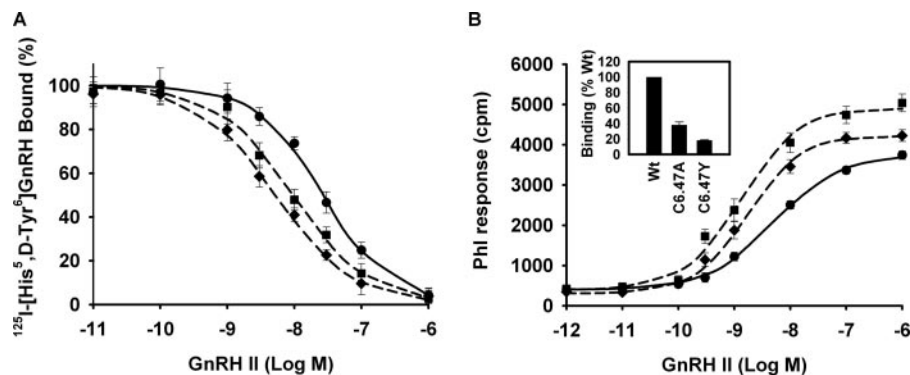 A
¹²⁵I-[His⁵,D-Tyr⁶]GnRH Bound (%)
120
100
80
60
40
20
0
-11 -10 -9 -8 -7 -6
GnRH II (Log M)
B
PhI response (cpm)
6000
5000
4000
3000
2000
1000
0
-12 -11 -10 -9 -8 -7 -6
GnRH II (Log M)
Binding (% Wt)
120
100
80
60
40
20
0
Wt
C6.47A
C6.47Y